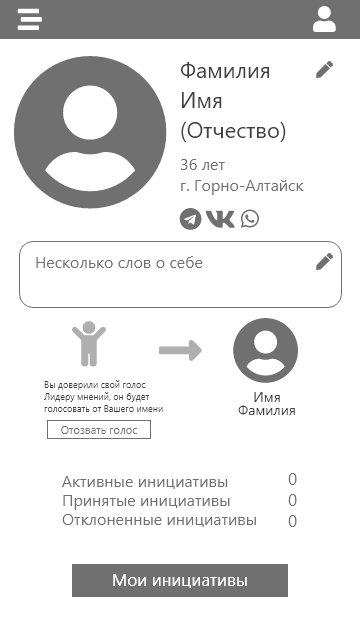 Фамилия
Имя
(Отчество)
36 лет
г. Горно-Алтайск
Несколько слов о себе
Вы доверили свой голос
Лидеру мнений, он будет
голосовать от Вашего имени
Отозвать голос
Имя
Фамилия
Активные инициативы 0
Принятые инициативы 0
Отклоненные инициативы 0
Мои инициативы